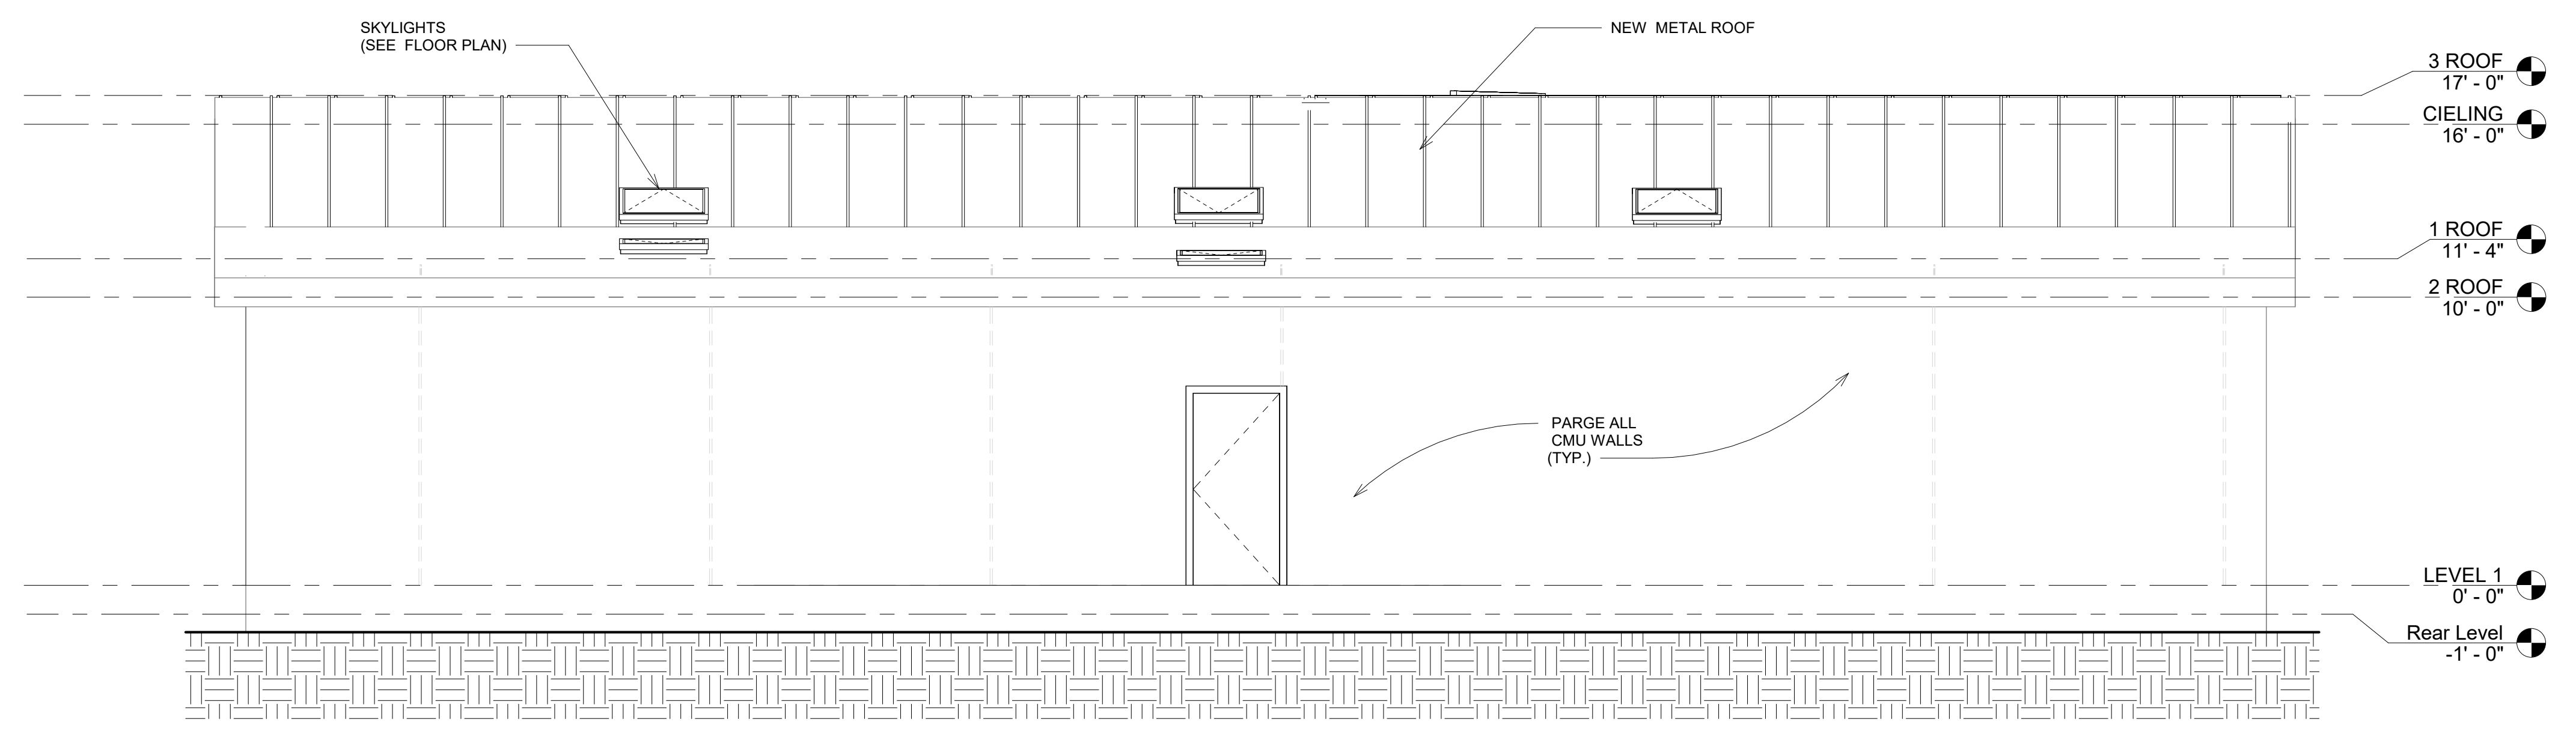 SKYLIGHTS
(SEE FLOOR PLAN)
NEW METAL ROOF
3 ROOF
17' - 0"
CIELING
16' - 0"
1 ROOF
11' - 4"
2 ROOF
10' - 0"
PARGE ALL
CMU WALLS
(TYP.)
LEVEL 1
0' - 0"
Rear Level
-1' - 0"